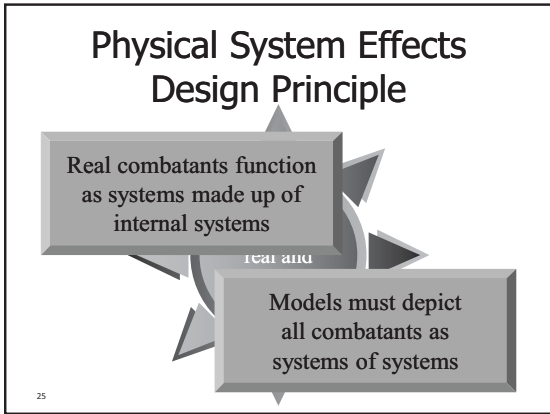 Physical System Effects
Design Principle
Real combatants function
as systems made up of
internal systems
real and
Models must depict
all combatants as
systems of systems
25